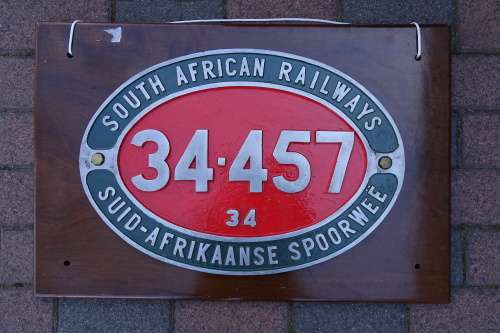 SOUTH AFRICAN RAILWAYS
34·457
34
SUID-AFRIKAANSE SPOORWEË